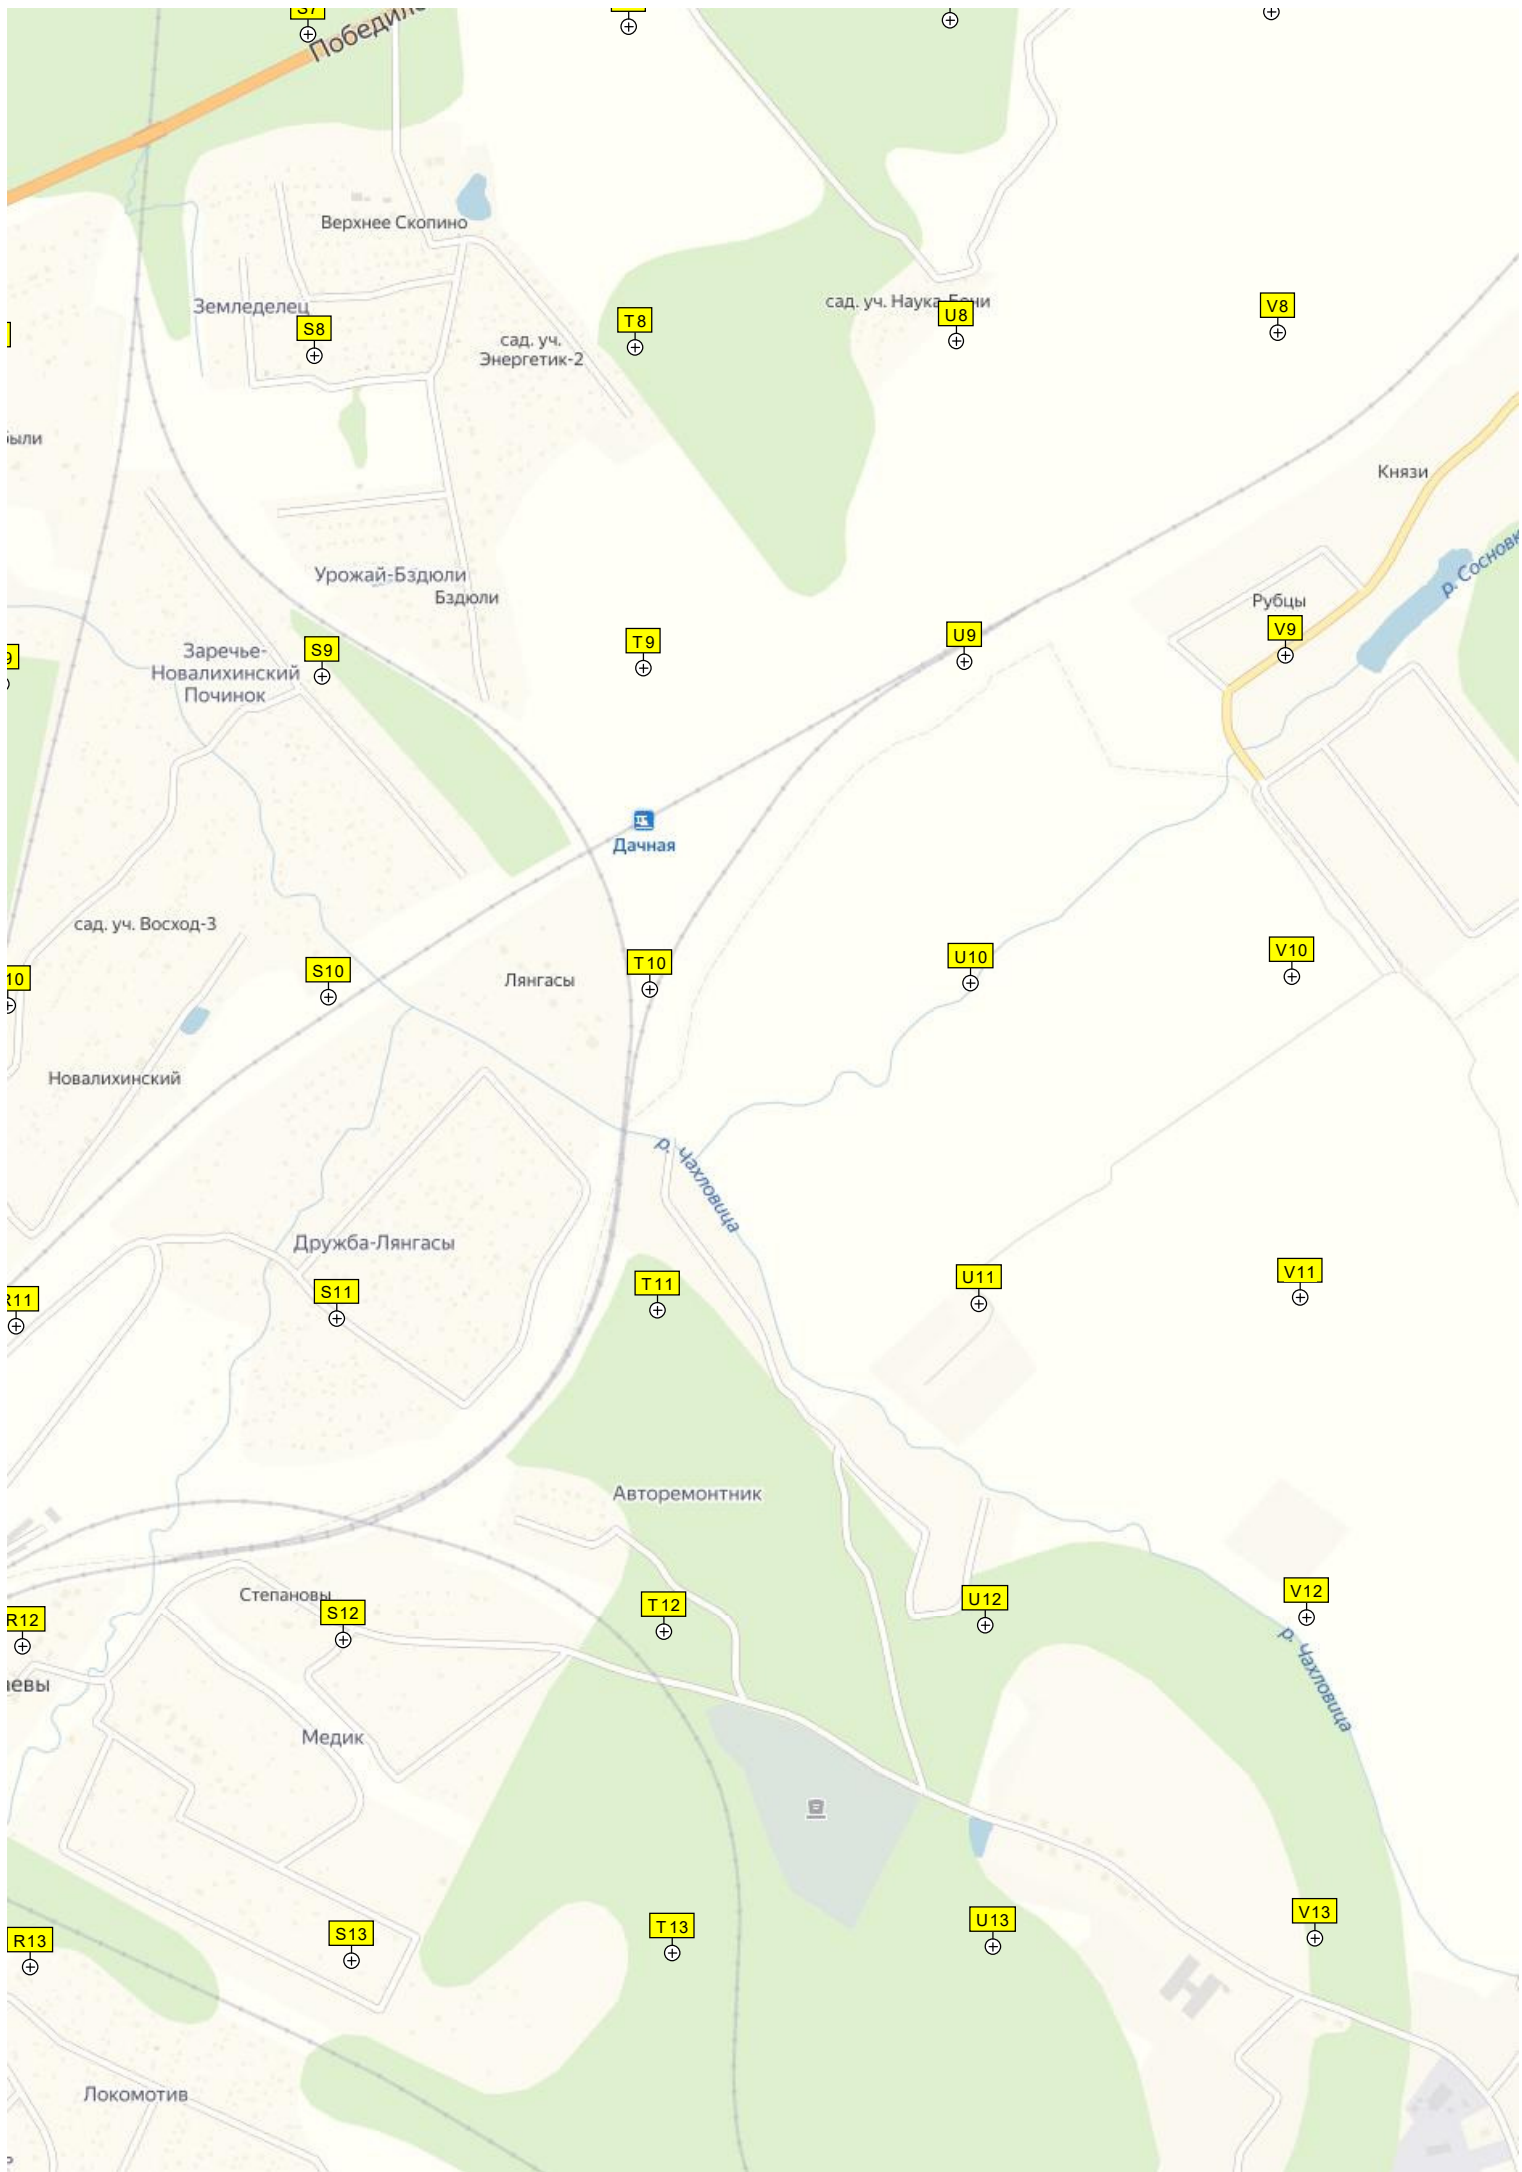 S7
Верхнее Скопино
Земледелец
сад. уч. Наука-Бони
V8
S8
T8
U8
сад. уч.
Энергетик-2
Князи
р. Сосновк
Урожай-Бздюли
Бздюли
Рубцы
Заречье-
Новалихинский
Починок
S9
T9
U9
V9
Дачная
сад. уч. Восход-3
Лянгасы
10
S10
T10
U10
V10
Новалихинский
р. Чахловица
Дружба-Лянгасы
R11
S11
T11
U11
V11
Авторемонтник
Степановы
R12
S12
T12
U12
V12
р. Чахловица
Медик
R13
S13
T13
U13
V13
Локомотив